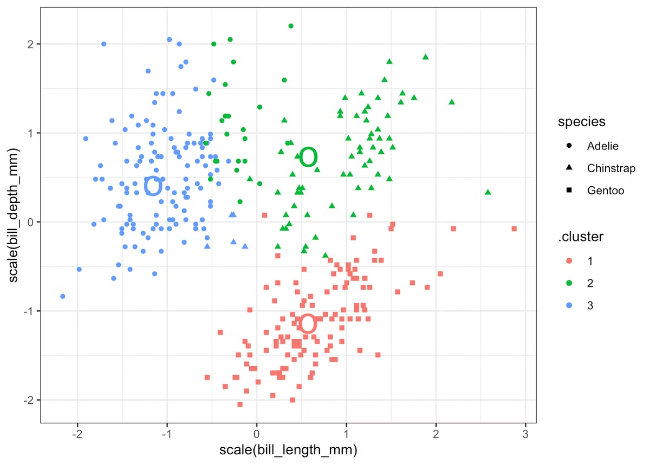 species
Adelie
Chinstrap
Gentoo
.cluster
1
2
3
2
1
0
-1
-2
scale(bill_depth_mm)
-2
-1
0
1
2
3
scale(bill_length_mm)
O
O
O